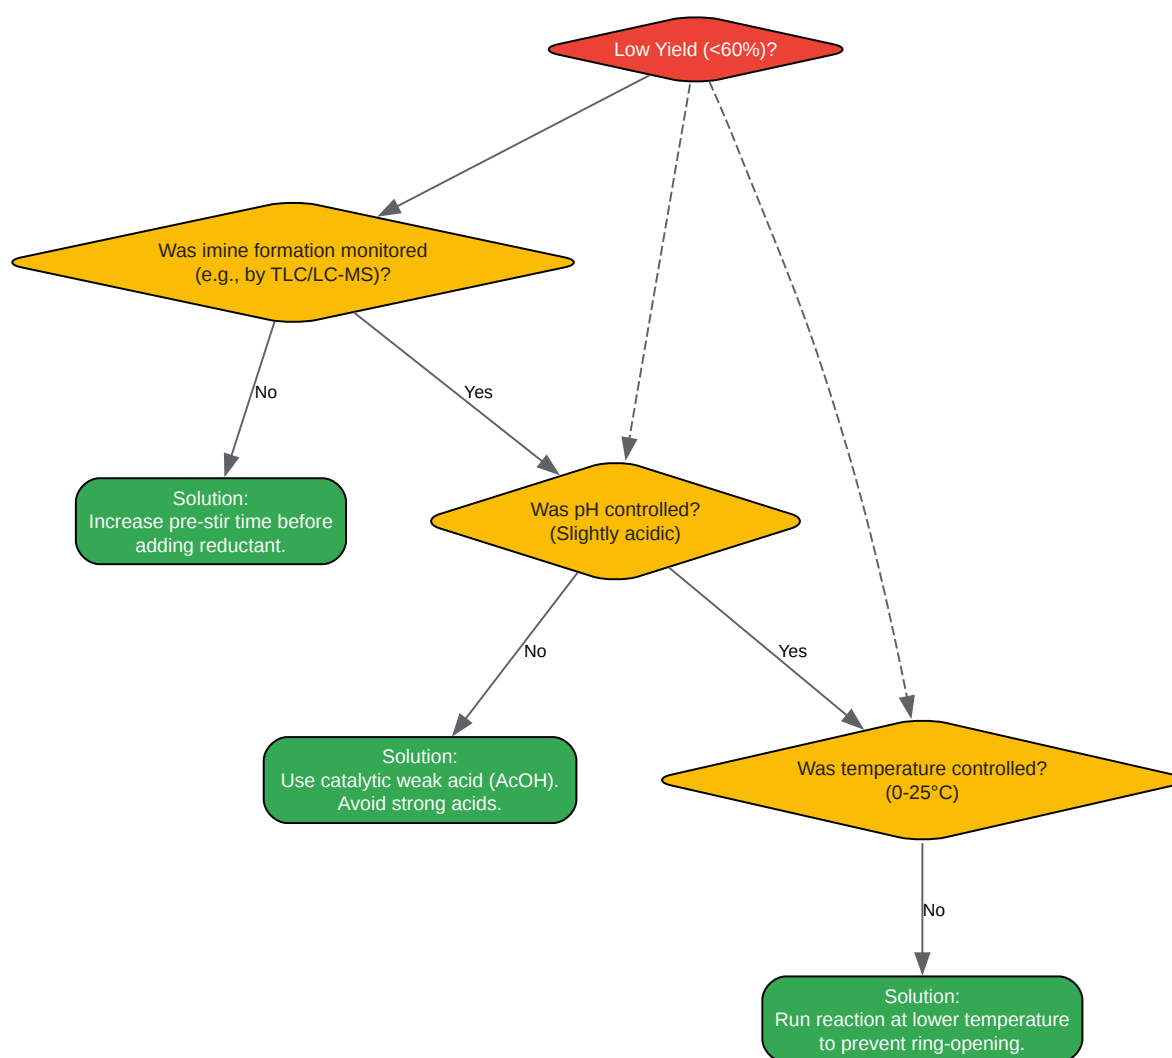 Low Yield (<60%)?
Was imine formation monitored
(e.g., by TLC/LC-MS)?
No
Yes
Solution:
Increase pre-stir time before
adding reductant.
Was pH controlled?
(Slightly acidic)
No
Yes
Solution:
Use catalytic weak acid (AcOH).
Avoid strong acids.
Was temperature controlled?
(0-25°C)
No
Solution:
Run reaction at lower temperature
to prevent ring-opening.